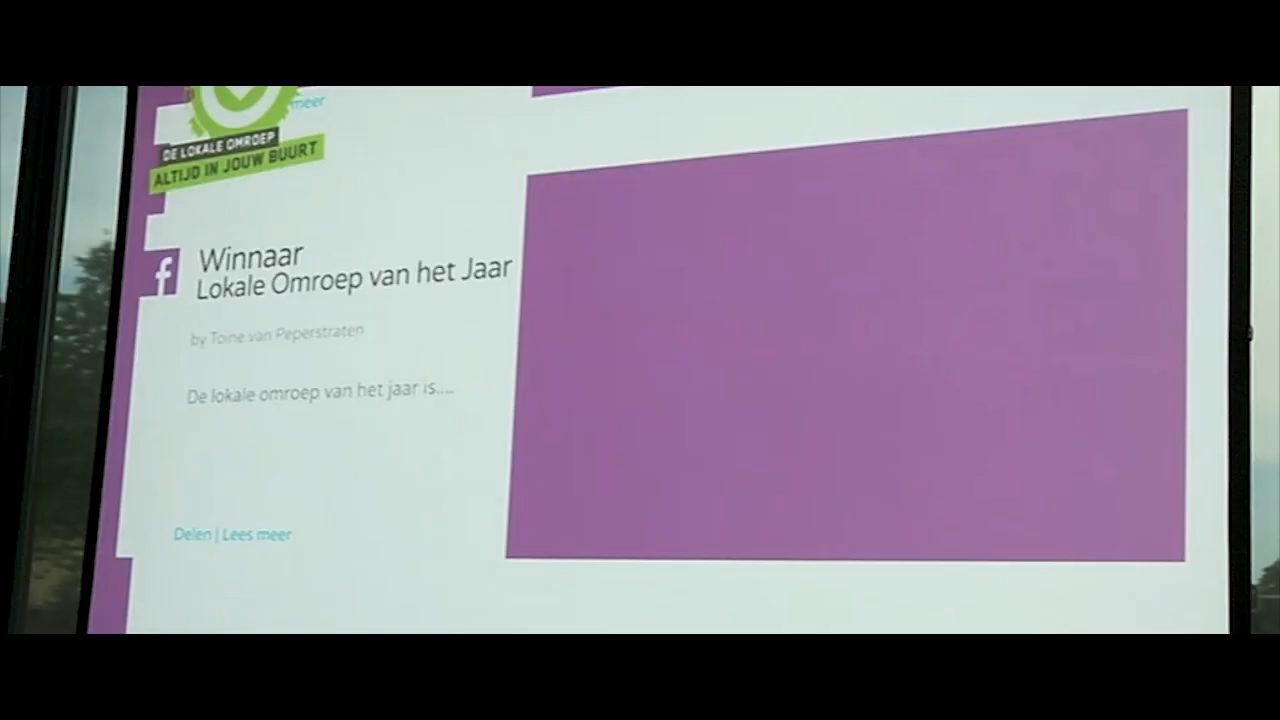 meer
DE LOKALE OMROEP
ALTIJD IN JOUW BUURT
f
Winnaar
Lokale Omroep van het Jaar
by Toine van Peperstraten
De lokale omroep van het jaar is....
Delen | Lees meer